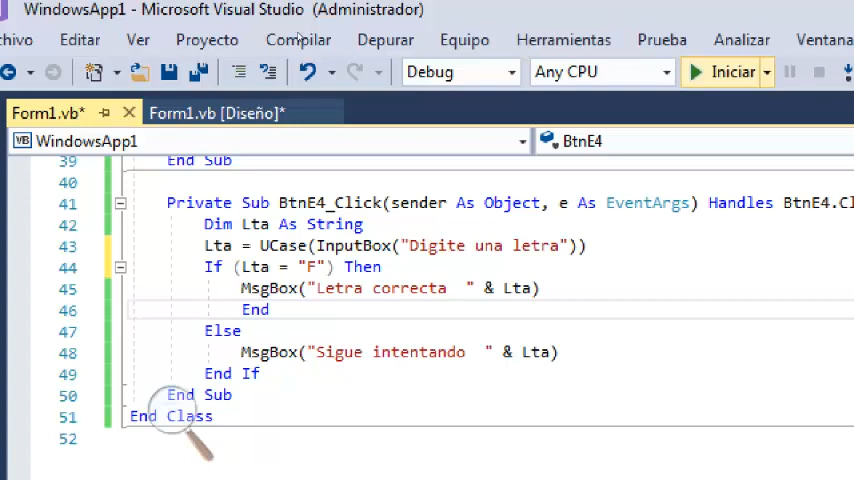 WindowsApp1 - Microsoft Visual Studio (Administrador)
chivo Editar Ver Proyecto Compilar Depurar Equipo Herramientas Prueba Analizar Ventana
Debug Any CPU Iniciar
Form1.vb* Form1.vb [Diseño]*
VB WindowsApp1 BtnE4
39 End Sub
40
41 Private Sub BtnE4_Click(sender As Object, e As EventArgs) Handles BtnE4.Cl
42 Dim Lta As String
43 Lta = UCase(InputBox("Digite una letra"))
44 If (Lta = "F") Then
45 MsgBox("Letra correcta  " & Lta)
46 End
47 Else
48 MsgBox("Sigue intentando  " & Lta)
49 End If
50 End Sub
51 End Class
52